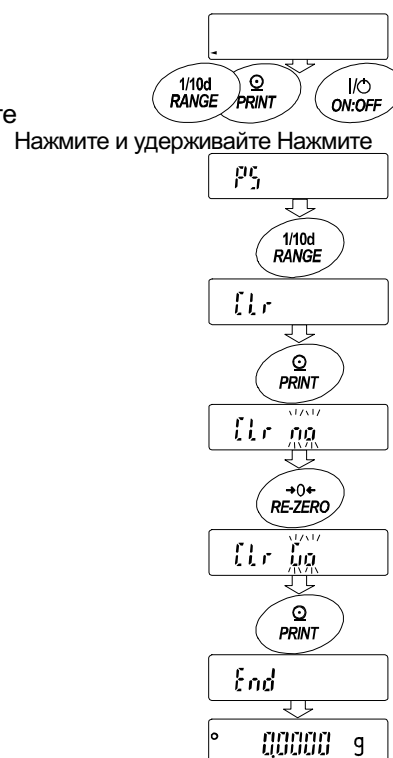 1/10d
RANGE
PRINT
ON:OFF
те
Нажмите и удерживайте Нажмите
PS
1/10d
RANGE
CLr
PRINT
CLr no
→0←
RE-ZERO
CLr Go
PRINT
End
0.0000 g